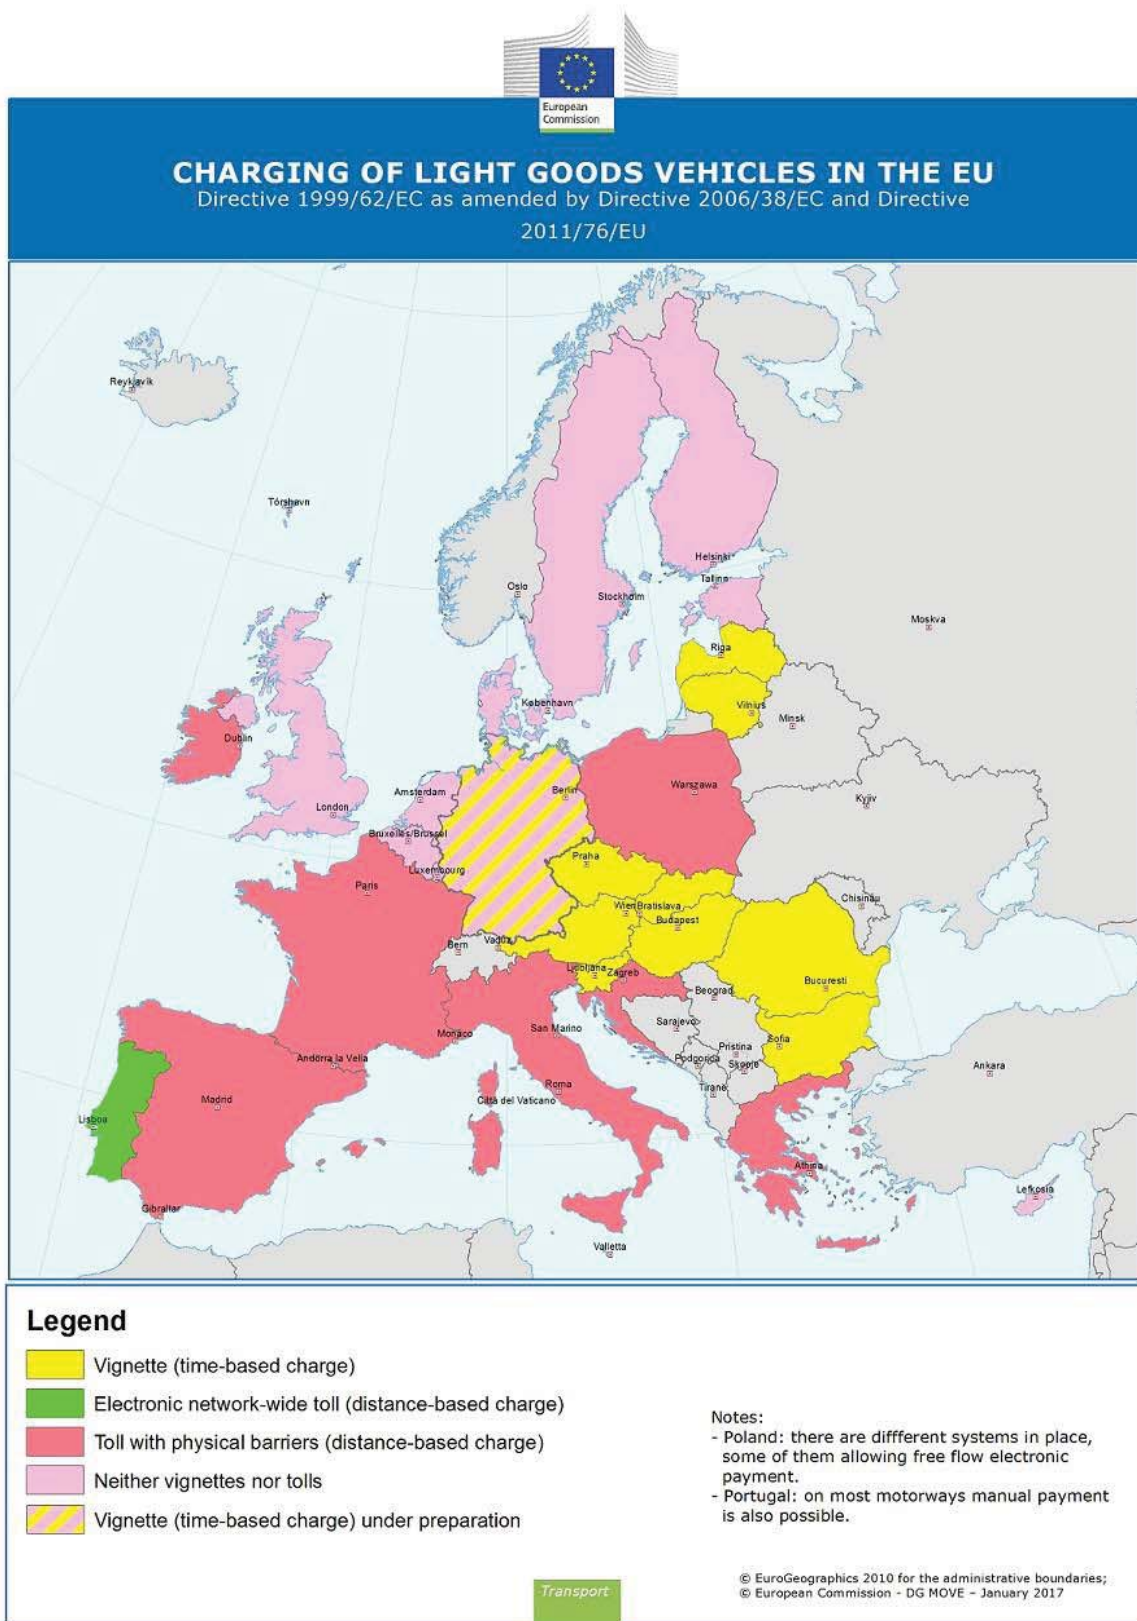 European
Commission
CHARGING OF LIGHT GOODS VEHICLES IN THE EU
Directive 1999/62/EC as amended by Directive 2006/38/EC and Directive
2011/76/EU
Reykjavik
Tórshavn
Helsinki
Tallinn
Oslo
Stockholm
Moskva
Riga
København
Vilnius
Minsk
Dublin
Warszawa
Amsterdam
Berlin
Kyiv
London
Bruxelles/Brussel
Praha
Luxembourg
Paris
Chisinau
Wien
Bratislava
Budapest
Bern
Vaduz
Ljubljana
Zagreb
Bucuresti
Beograd
Sarajevo
San Marino
Monaco
Sofia
Pristina
Andorra la Vella
Podgorica
Skopje
Ankara
Tiranë
Roma
Madrid
Città del Vaticano
Lisboa
Athina
Lefkosia
Gibraltar
Valletta
Legend
Vignette (time-based charge)
Electronic network-wide toll (distance-based charge)
Toll with physical barriers (distance-based charge)
Neither vignettes nor tolls
Vignette (time-based charge) under preparation
Notes:
- Poland: there are diffferent systems in place,
some of them allowing free flow electronic
payment.
- Portugal: on most motorways manual payment
is also possible.
Transport
© EuroGeographics 2010 for the administrative boundaries;
© European Commission - DG MOVE – January 2017